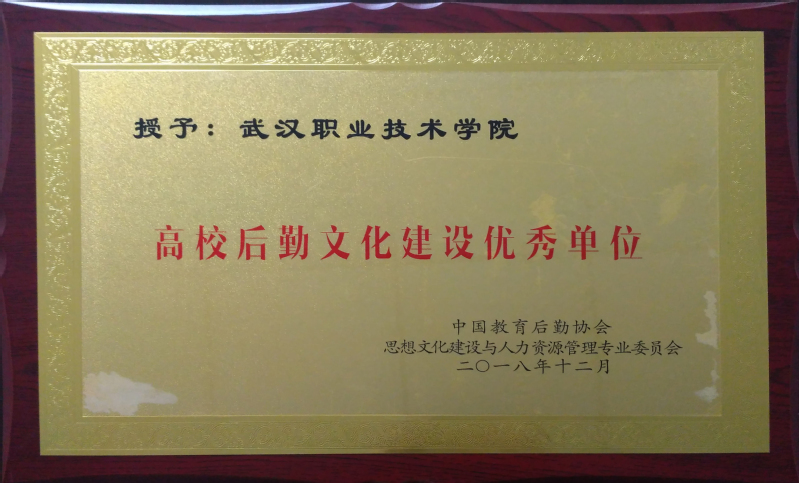 授予：武汉职业技术学院
高校后勤文化建设优秀单位
中国教育后勤协会
思想文化建设与人力资源管理专业委员会
二〇一八年十二月